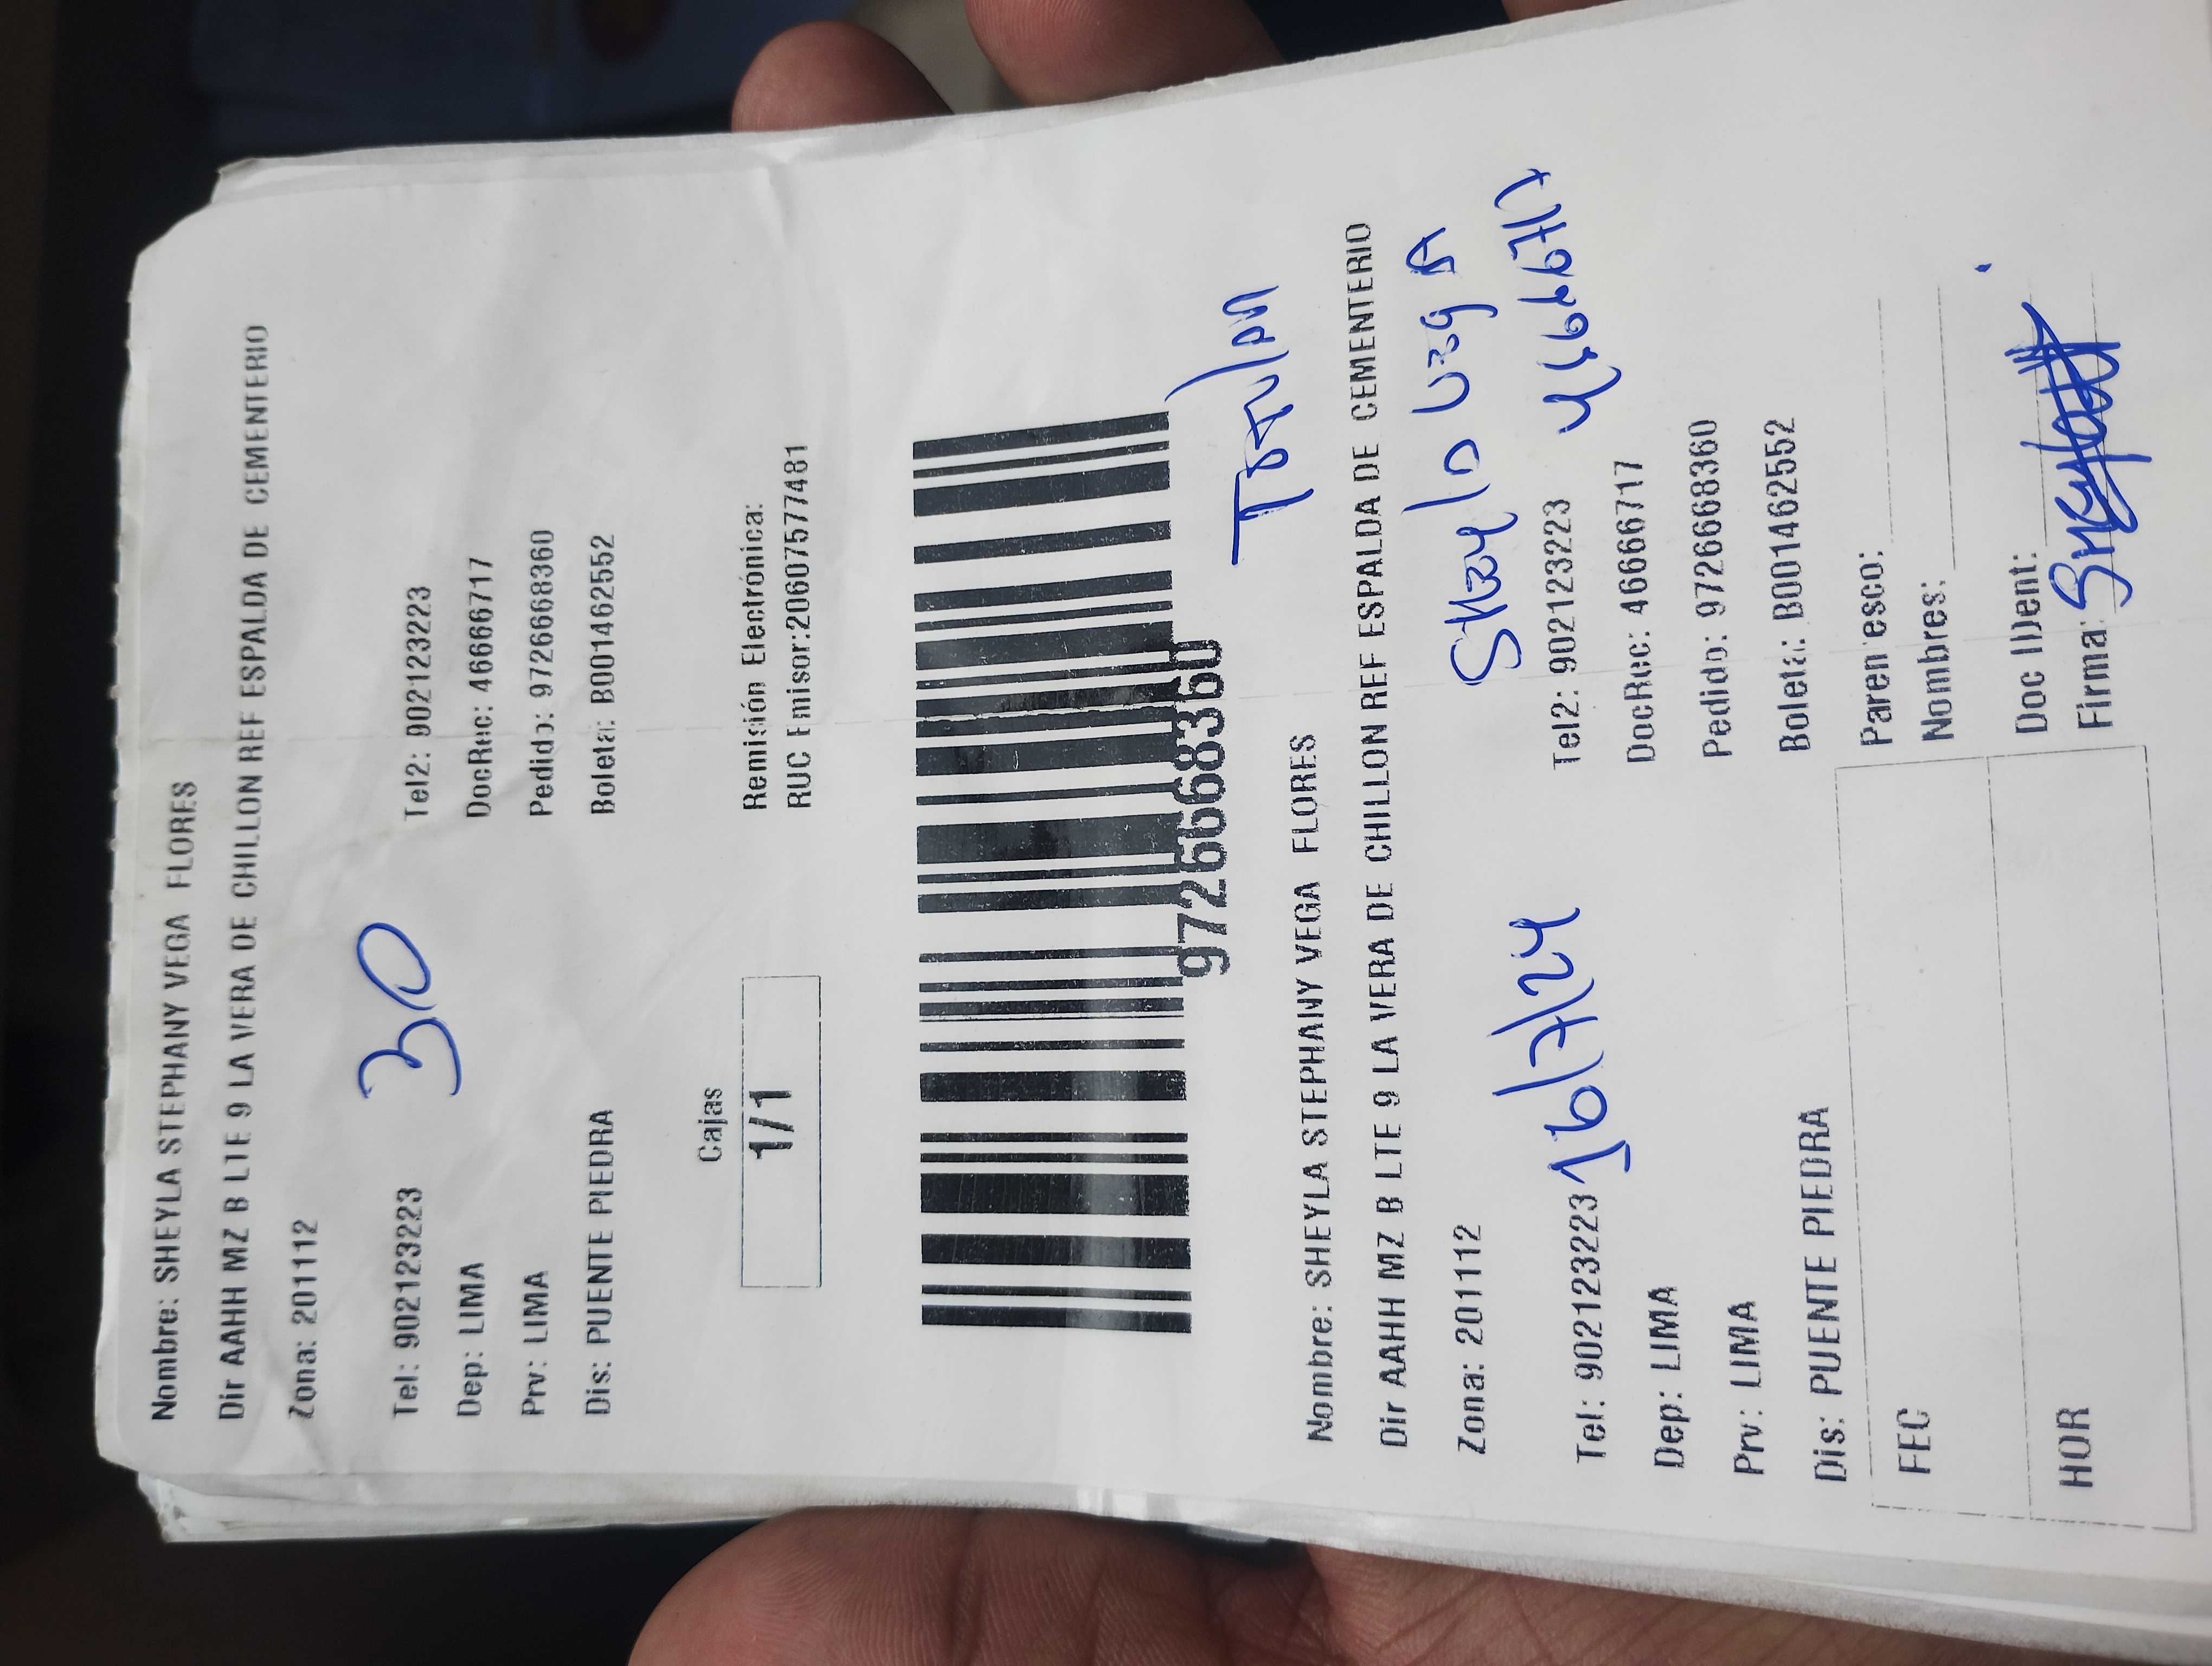 Nombre: SHEYLA STEPHANY VEGA FLORES
Dir AAHH MZ B LTE 9 LA VERA DE CHILLON REF ESPALDA DE CEMENTERIO
Zona: 201112
30
Tel: 902123223 Tel2: 902123223
Dep: LIMA DocRec: 46666717
Prv: LIMA Pedido: 9726668360
Dis: PUENTE PIEDRA Boleta: B001462552
Cajas
1/1
Remisión Electrónica:
RUC Emisor:20607577481
9726668360
Nombre: SHEYLA STEPHANY VEGA FLORES
Dir AAHH MZ B LTE 9 LA VERA DE CHILLON REF ESPALDA DE CEMENTERIO
Zona: 201112
16/7/24 46666717
Tel: 902123223 Tel2: 902123223
Dep: LIMA DocRec: 46666717
Prv: LIMA Pedido: 9726668360
Dis: PUENTE PIEDRA Boleta: B001462552
FEC Parentesco:
Nombres:
HOR Doc IDent:
Firma: